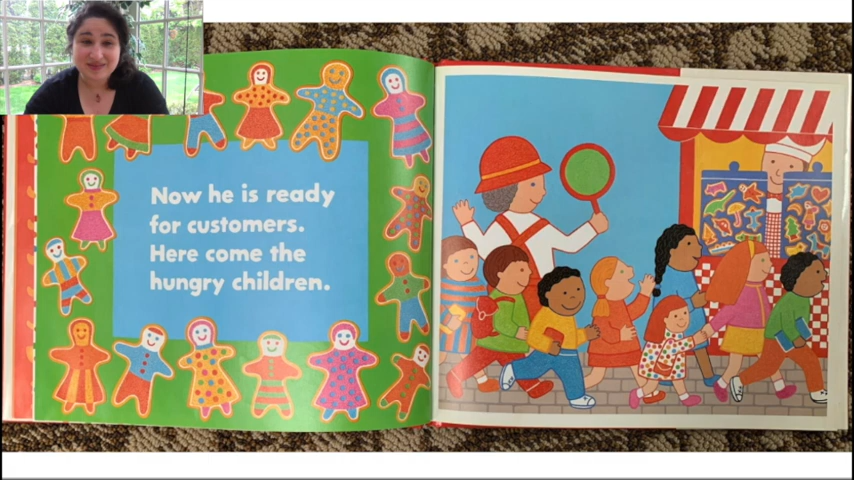 Now he is ready
for customers.
Here come the
hungry children.